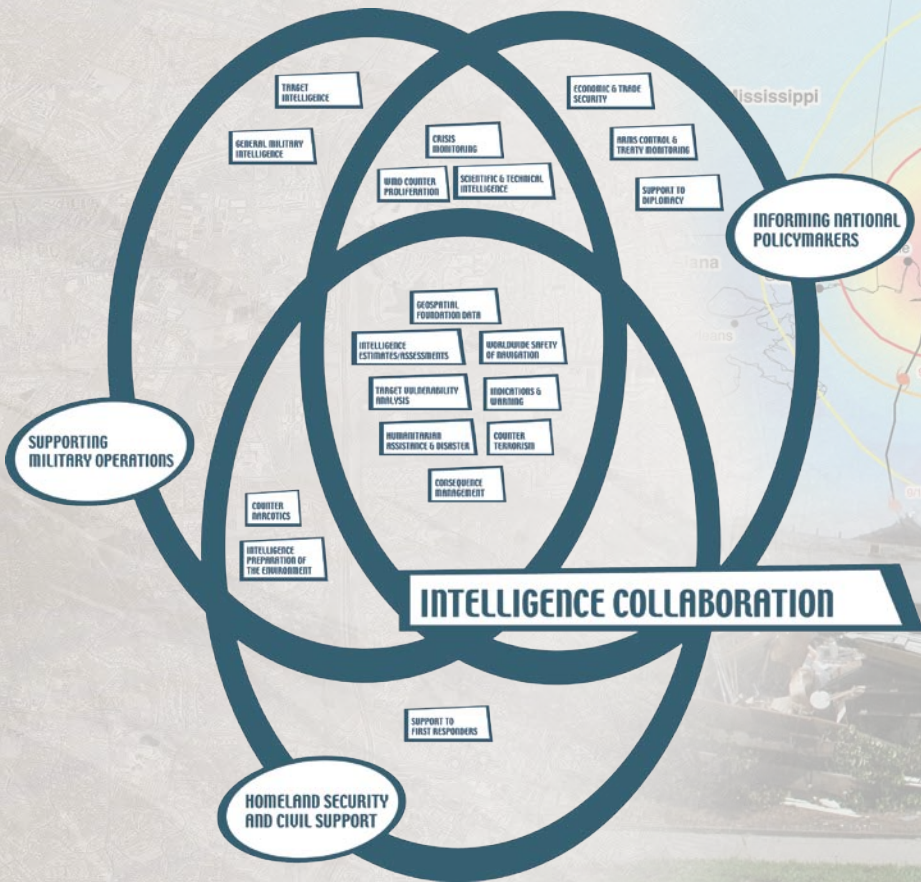 TARGET
INTELLIGENCE
GENERAL MILITARY
INTELLIGENCE
CRISIS
MONITORING
WMD COUNTER
PROLIFERATION
SCIENTIFIC & TECHNICAL
INTELLIGENCE
ECONOMIC & TRADE
SECURITY
ARMS CONTROL &
TREATY MONITORING
SUPPORT TO
DIPLOMACY
ississippi
INFORMING NATIONAL
POLICYMAKERS
iana
eans
GEOSPATIAL
FOUNDATION DATA
INTELLIGENCE
ESTIMATES/ASSESSMENTS
WORLDWIDE SAFETY
OF NAVIGATION
TARGET VULNERABILITY
ANALYSIS
INDICATIONS &
WARNING
HUMANITARIAN
ASSISTANCE & DISASTER
COUNTER
TERRORISM
CONSEQUENCE
MANAGEMENT
SUPPORTING
MILITARY OPERATIONS
COUNTER
NARCOTICS
INTELLIGENCE
PREPARATION OF
THE ENVIRONMENT
INTELLIGENCE COLLABORATION
SUPPORT TO
FIRST RESPONDERS
HOMELAND SECURITY
AND CIVIL SUPPORT